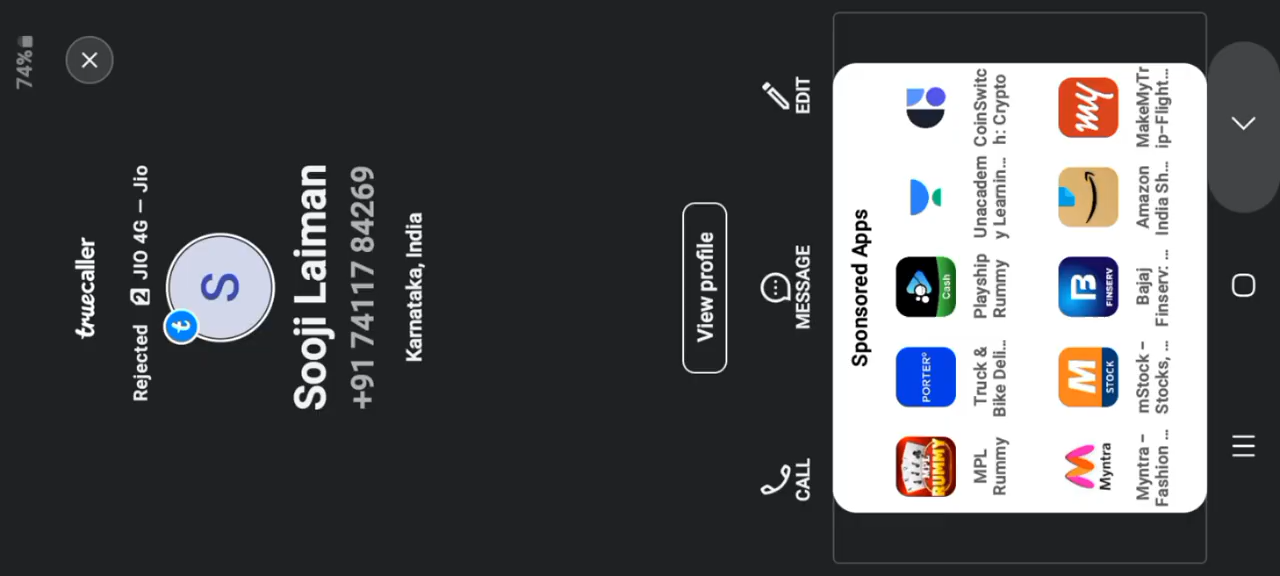 74%
truecaller
Rejected 2 JIO 4G – Jio
t
S
Sooji Laiman
+91 74117 84269
Karnataka, India
View profile
CALL
MESSAGE
EDIT
Sponsored Apps
RUMMY
PORTER
Cash
MPL
Rummy
Truck &
Bike Deli...
Playship
Rummy
Unacadem
y Learnin...
CoinSwitc
h: Crypto
Myntra
M
STOCK
B
FINSERV
my
Myntra –
Fashion ...
mStock –
Stocks, ...
Bajaj
Finserv: ...
Amazon
India Sh...
MakeMyTr
ip–Flight...